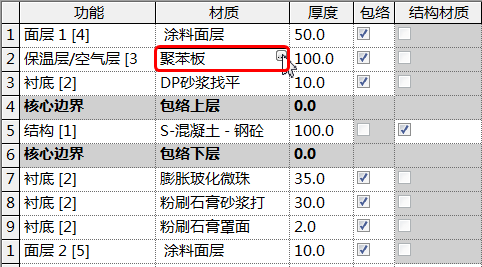 功能 材质 厚度 包络 结构材质
1 面层 1 [4] 涂料面层 50.0
2 保温层/空气层 [3 聚苯板 100.0
3 衬底 [2] DP砂浆找平 10.0
4 核心边界 包络上层 0.0
5 结构 [1] S-混凝土 - 钢砼 100.0
6 核心边界 包络下层 0.0
7 衬底 [2] 膨胀玻化微珠 35.0
8 衬底 [2] 粉刷石膏砂浆打 30.0
9 衬底 [2] 粉刷石膏罩面 2.0
1 面层 2 [5] 涂料面层 10.0